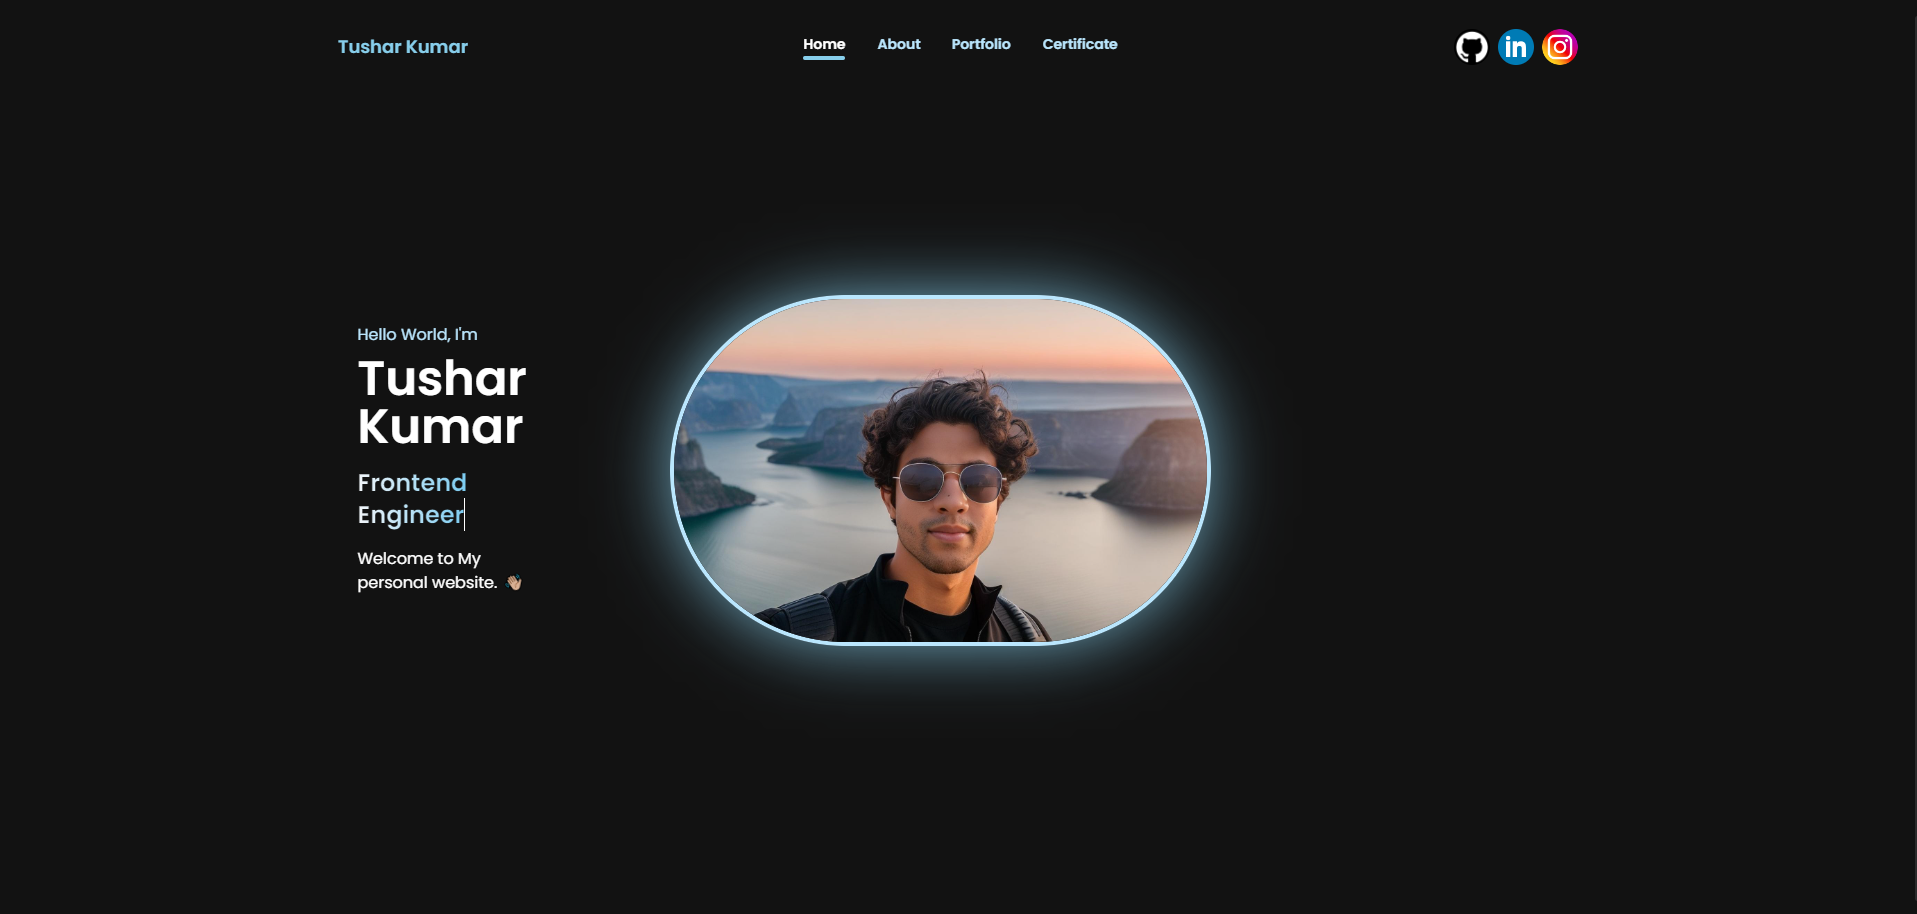 Tushar Kumar
Home About Portfolio Certificate
in
Hello World, I'm
Tushar
Kumar
Frontend
Engineer
Welcome to My
personal website. 👋🏼